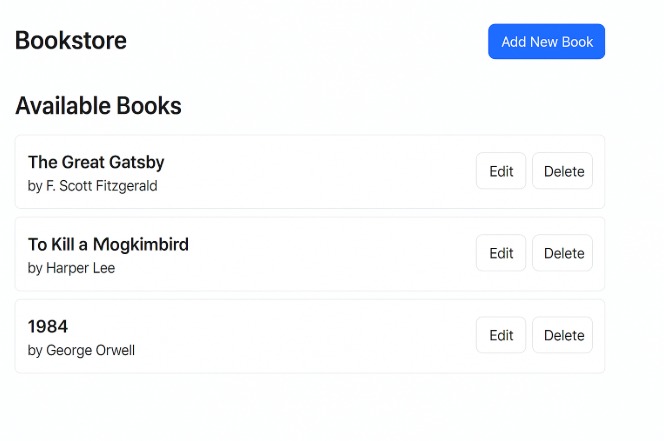 Bookstore
Add New Book
Available Books
The Great Gatsby
by F. Scott Fitzgerald
Edit
Delete
To Kill a Mogkimbird
by Harper Lee
Edit
Delete
1984
by George Orwell
Edit
Delete